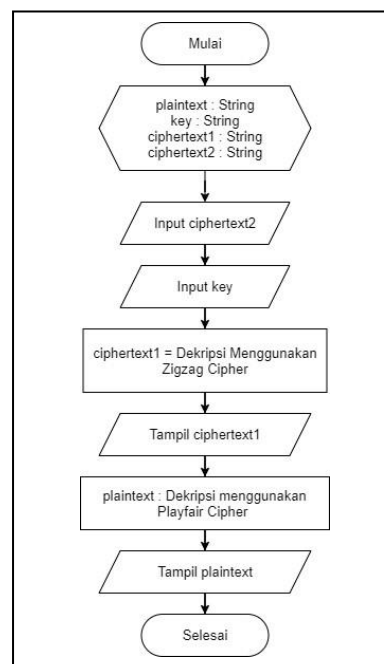 Mulai
plaintext : String
key : String
ciphertext1 : String
ciphertext2 : String
Input ciphertext2
Input key
ciphertext1 = Dekripsi Menggunakan
Zigzag Cipher
Tampil ciphertext1
plaintext : Dekripsi menggunakan
Playfair Cipher
Tampil plaintext
Selesai